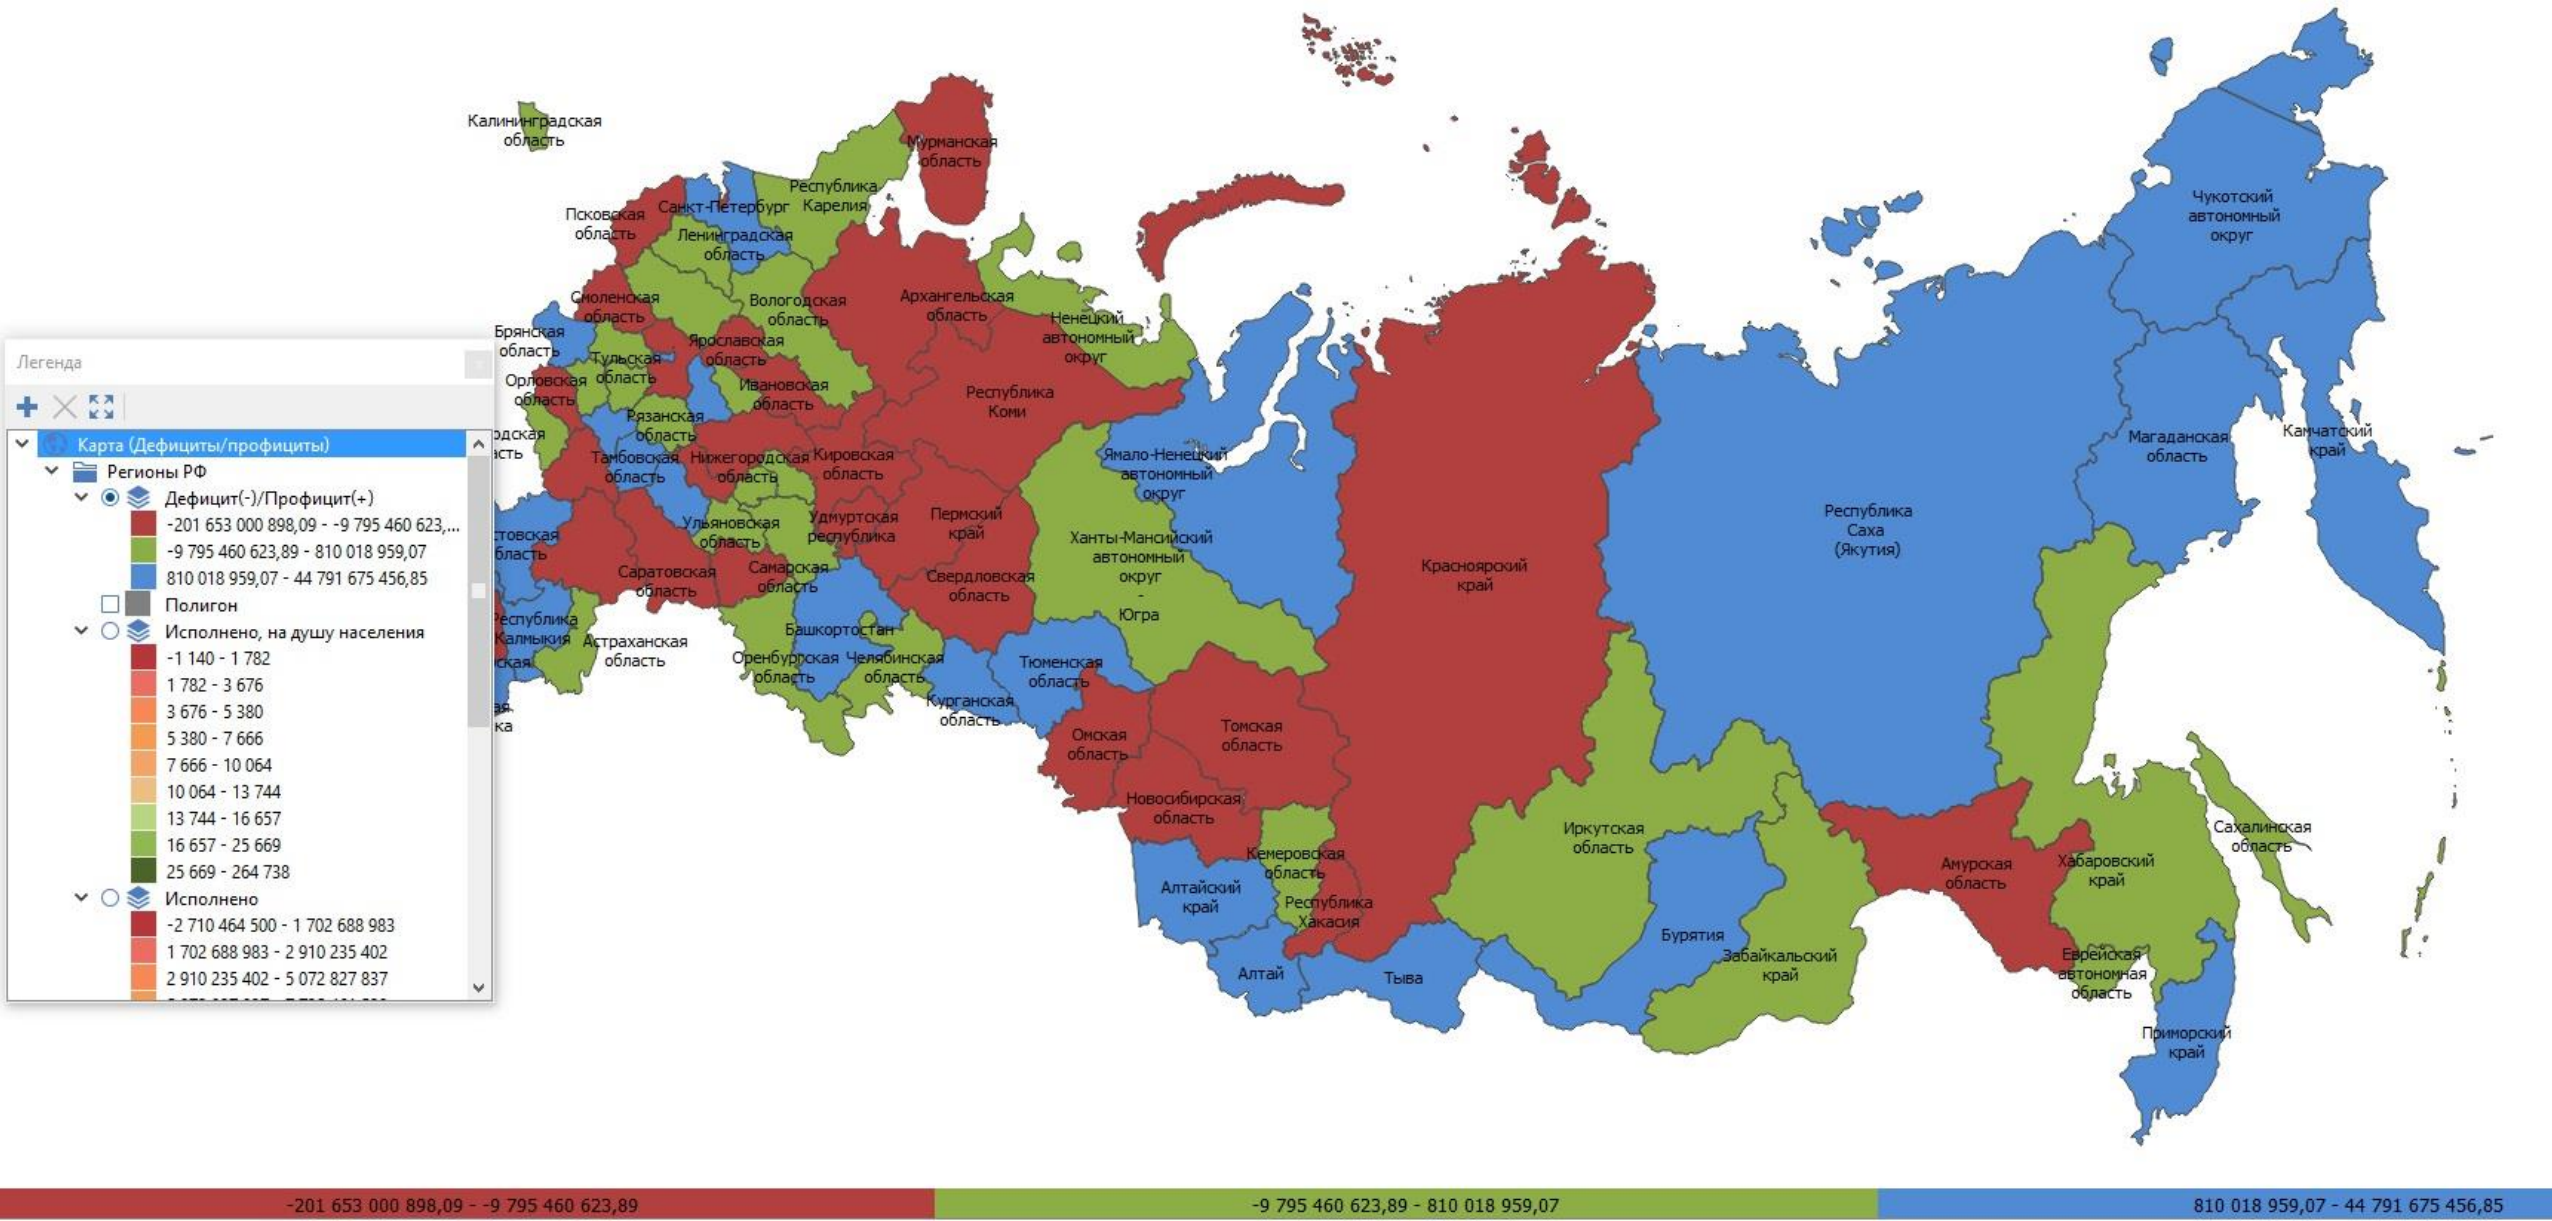 Легенда
Карта (Дефициты/профициты)
Регионы РФ
Дефицит(-)/Профицит(+)
-201 653 000 898,09 - -9 795 460 623,...
-9 795 460 623,89 - 810 018 959,07
810 018 959,07 - 44 791 675 456,85
Полигон
Исполнено, на душу населения
-1 140 - 1 782
1 782 - 3 676
3 676 - 5 380
5 380 - 7 666
7 666 - 10 064
10 064 - 13 744
13 744 - 16 657
16 657 - 25 669
25 669 - 264 738
Исполнено
-2 710 464 500 - 1 702 688 983
1 702 688 983 - 2 910 235 402
2 910 235 402 - 5 072 827 837
Калининградская
область
Мурманская
область
Республика
Карелия
Санкт-Петербург
Псковская
область
Ленинградская
область
Смоленская
область
Вологодская
область
Архангельская
область
Ненецкий
автономный
округ
Брянская
область
Ярославская
область
Тульская
область
Орловская
область
Ивановская
область
Республика
Коми
Рязанская
область
одская
асть
Тамбовская
область
Нижегородская
область
Кировская
область
Ямало-Ненецкий
автономный
округ
Ульяновская
область
Удмуртская
республика
Пермский
край
Ханты-Мансийский
автономный
округ
-
Югра
товская
бласть
Саратовская
область
Самарская
область
Свердловская
область
Республика
Калмыкия
Астраханская
область
Башкортостан
Оренбургская
область
Челябинская
область
Тюменская
область
Курганская
область
ская
ая
ка
Омская
область
Томская
область
Новосибирская
область
Кемеровская
область
Алтайский
край
Республика
Хакасия
Алтай
Тыва
Красноярский
край
Иркутская
область
Бурятия
Забайкальский
край
Республика
Саха
(Якутия)
Чукотский
автономный
округ
Магаданская
область
Камчатский
край
Амурская
область
Хабаровский
край
Сахалинская
область
Еврейская
автономная
область
Приморский
край
-201 653 000 898,09 - -9 795 460 623,89
-9 795 460 623,89 - 810 018 959,07
810 018 959,07 - 44 791 675 456,85